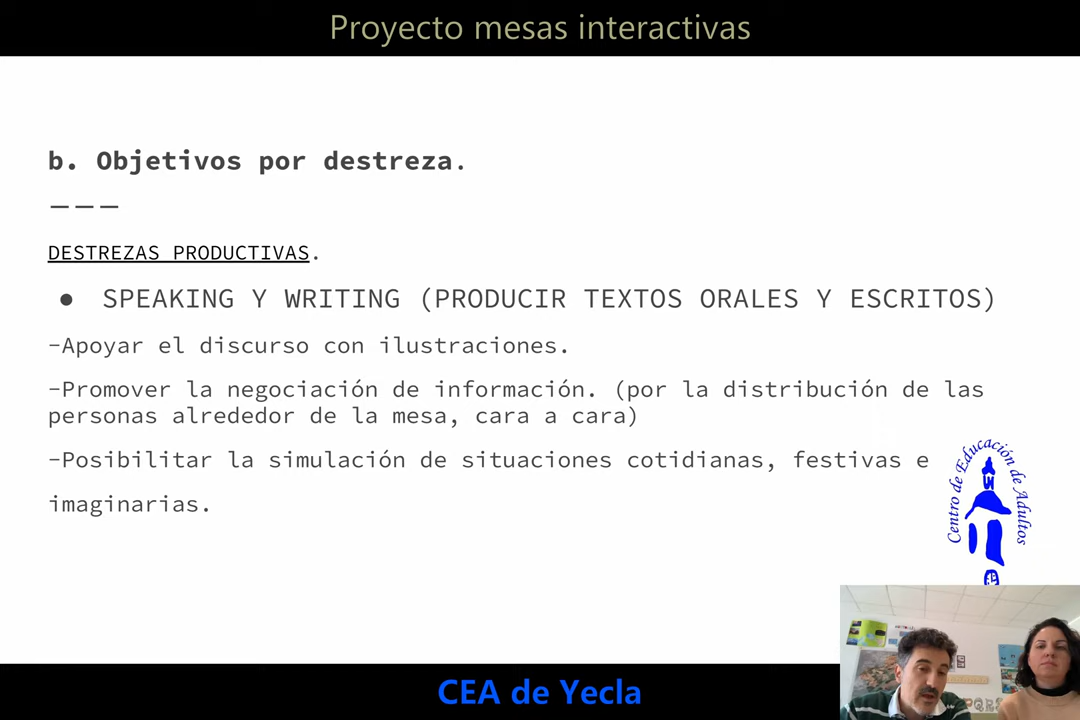 Proyecto mesas interactivas
b. Objetivos por destreza.
———
DESTREZAS PRODUCTIVAS.
● SPEAKING Y WRITING (PRODUCIR TEXTOS ORALES Y ESCRITOS)
-Apoyar el discurso con ilustraciones.
-Promover la negociación de información. (por la distribución de las
personas alrededor de la mesa, cara a cara)
-Posibilitar la simulación de situaciones cotidianas, festivas e
imaginarias.
Centro de Educación de Adultos
CEA de Yecla